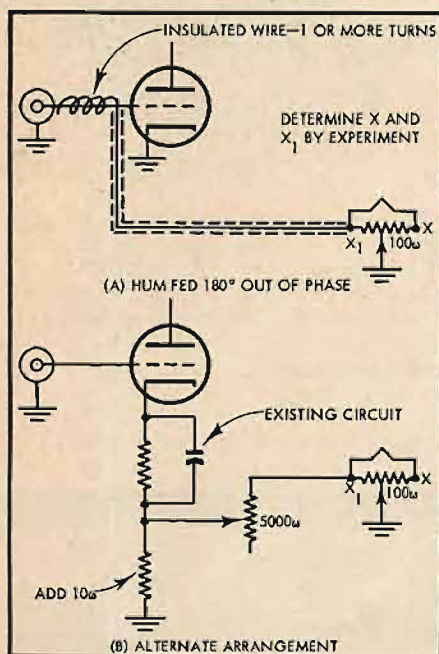 INSULATED WIRE—1 OR MORE TURNS
DETERMINE X AND
X₁ BY EXPERIMENT
X₁ 100ω X
(A) HUM FED 180° OUT OF PHASE
EXISTING CIRCUIT
X₁ 100ω X
5000ω
ADD 10ω
(B) ALTERNATE ARRANGEMENT